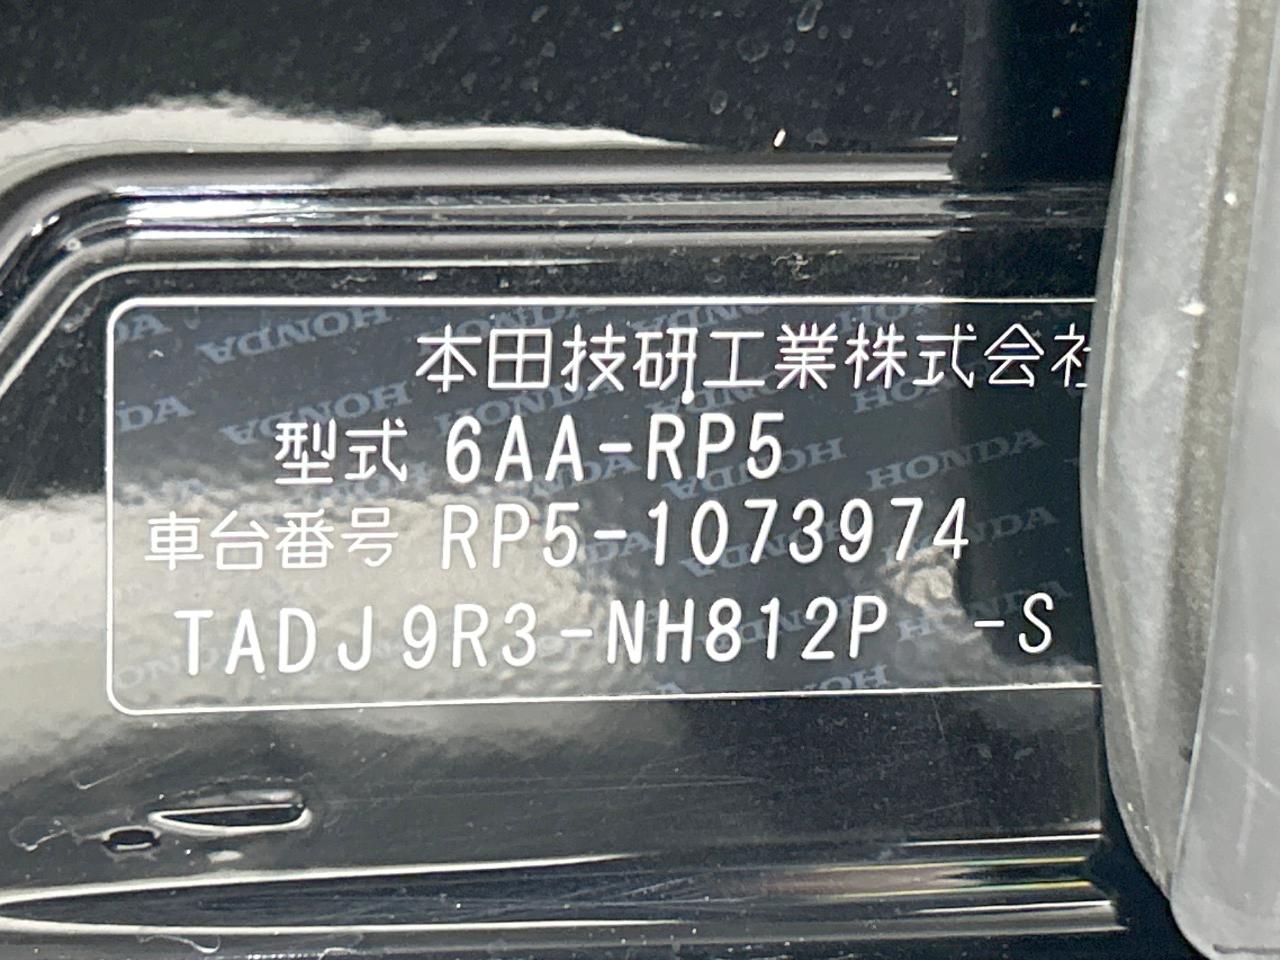 本田技研工業株式会社
型式 6AA-RP5
車台番号 RP5-1073974
TADJ9R3-NH812P -S